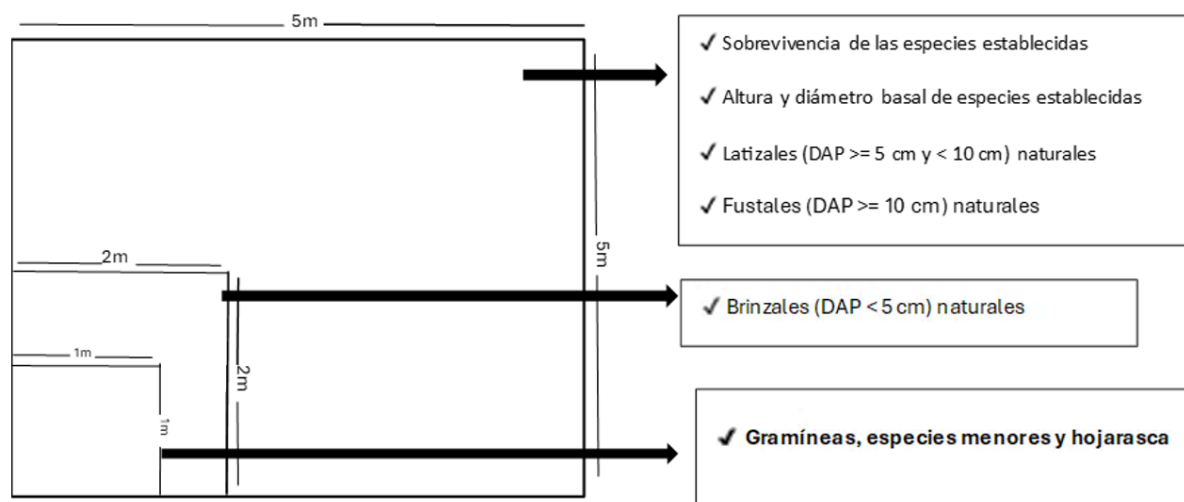 5m
✓ Sobrevivencia de las especies establecidas
✓ Altura y diámetro basal de especies establecidas
✓ Latizales (DAP >= 5 cm y < 10 cm) naturales
✓ Fustales (DAP >= 10 cm) naturales
5m
2m
✓ Brinzales (DAP < 5 cm) naturales
1m
2m
1m
✓ Gramíneas, especies menores y hojarasca